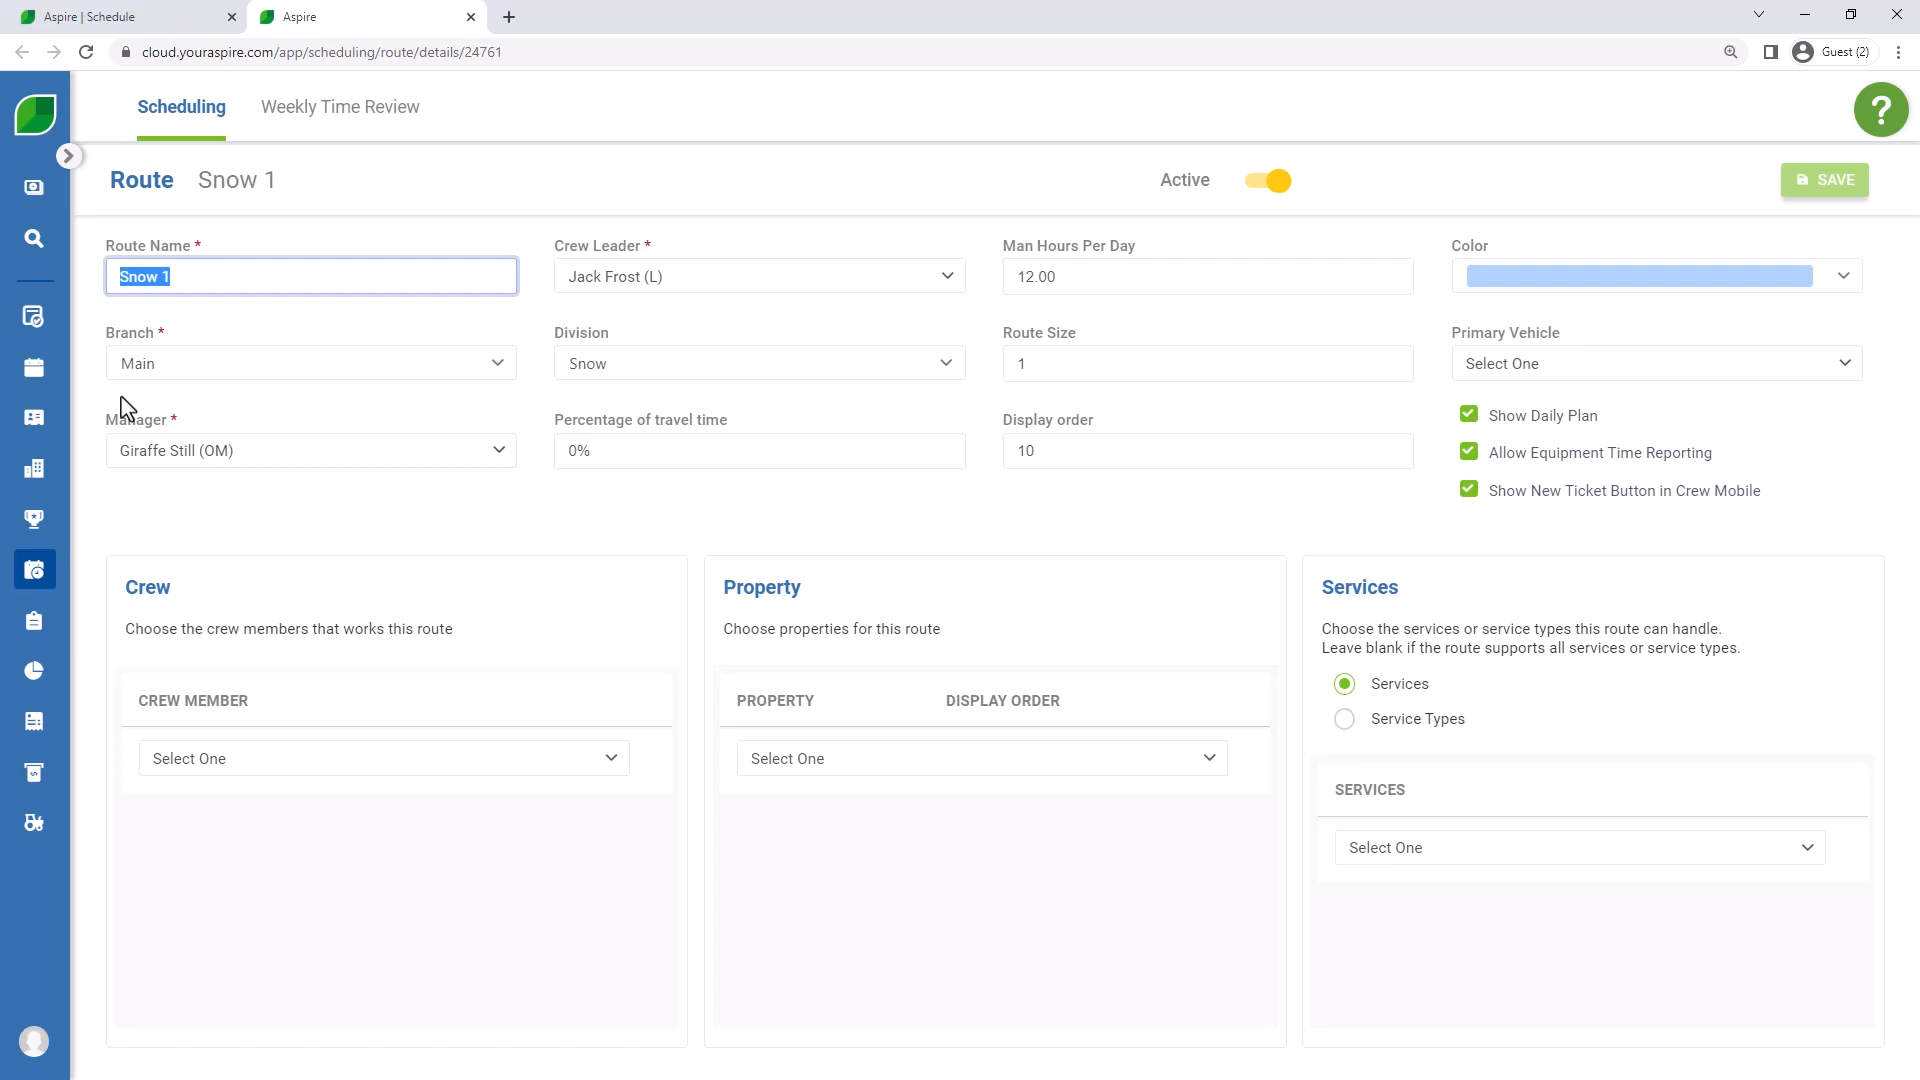 Aspire | Schedule
Aspire
cloud.youraspire.com/app/scheduling/route/details/24761
Guest (2)
Scheduling
Weekly Time Review
?
Route
Snow 1
Active
SAVE
Route Name *
Crew Leader *
Man Hours Per Day
Color
Snow 1
Jack Frost (L)
12.00
Branch *
Division
Route Size
Primary Vehicle
Main
Snow
1
Select One
Manager *
Percentage of travel time
Display order
Show Daily Plan
Giraffe Still (OM)
0%
10
Allow Equipment Time Reporting
Show New Ticket Button in Crew Mobile
Crew
Choose the crew members that works this route
CREW MEMBER
Select One
Property
Choose properties for this route
PROPERTY
DISPLAY ORDER
Select One
Services
Choose the services or service types this route can handle.
Leave blank if the route supports all services or service types.
Services
Service Types
SERVICES
Select One